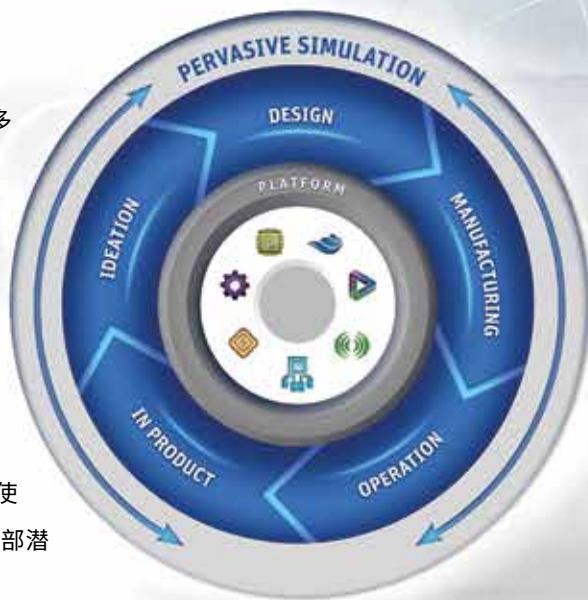 PERVASIVE SIMULATION
多
DESIGN
PLATFORM
IDEATION
MANUFACTURING
IN PRODUCT
OPERATION
使
部潜